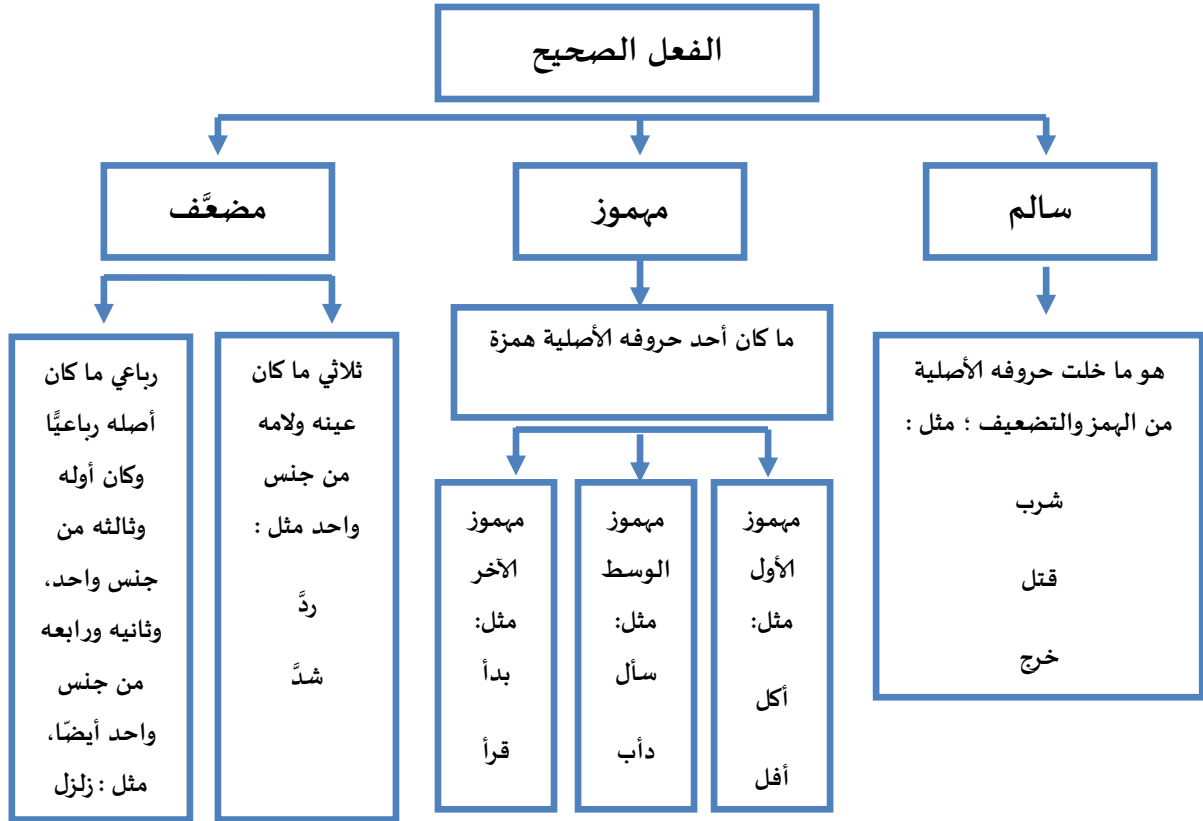 الفعل الصحيح
سالم
مهموز
مضعَّف
هو ما خلت حروفه الأصلية
من الهمز والتضعيف ؛ مثل :
شرب
قتل
خرج
ما كان أحد حروفه الأصلية همزة
مهموز
الأول
مثل:
أكل
أفل
مهموز
الوسط
مثل:
سأل
دأب
مهموز
الآخر
مثل:
بدأ
قرأ
ثلاثي ما كان
عينه ولامه
من جنس
واحد مثل :
ردَّ
شدَّ
رباعي ما كان
أصله رباعيًّا
وكان أوله
وثالثه من
جنس واحد،
وثانيه ورابعه
من جنس
واحد أيضّا،
مثل : زلزل